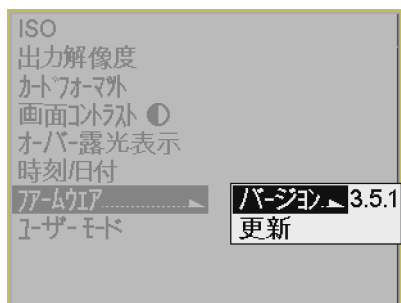 ISO
出力解像度
カードフォーマット
画面コントラスト
オーバー露光表示
時刻/日付
ファームウエア..............
バージョン.. 3.5.1
更新
ユーザーモード